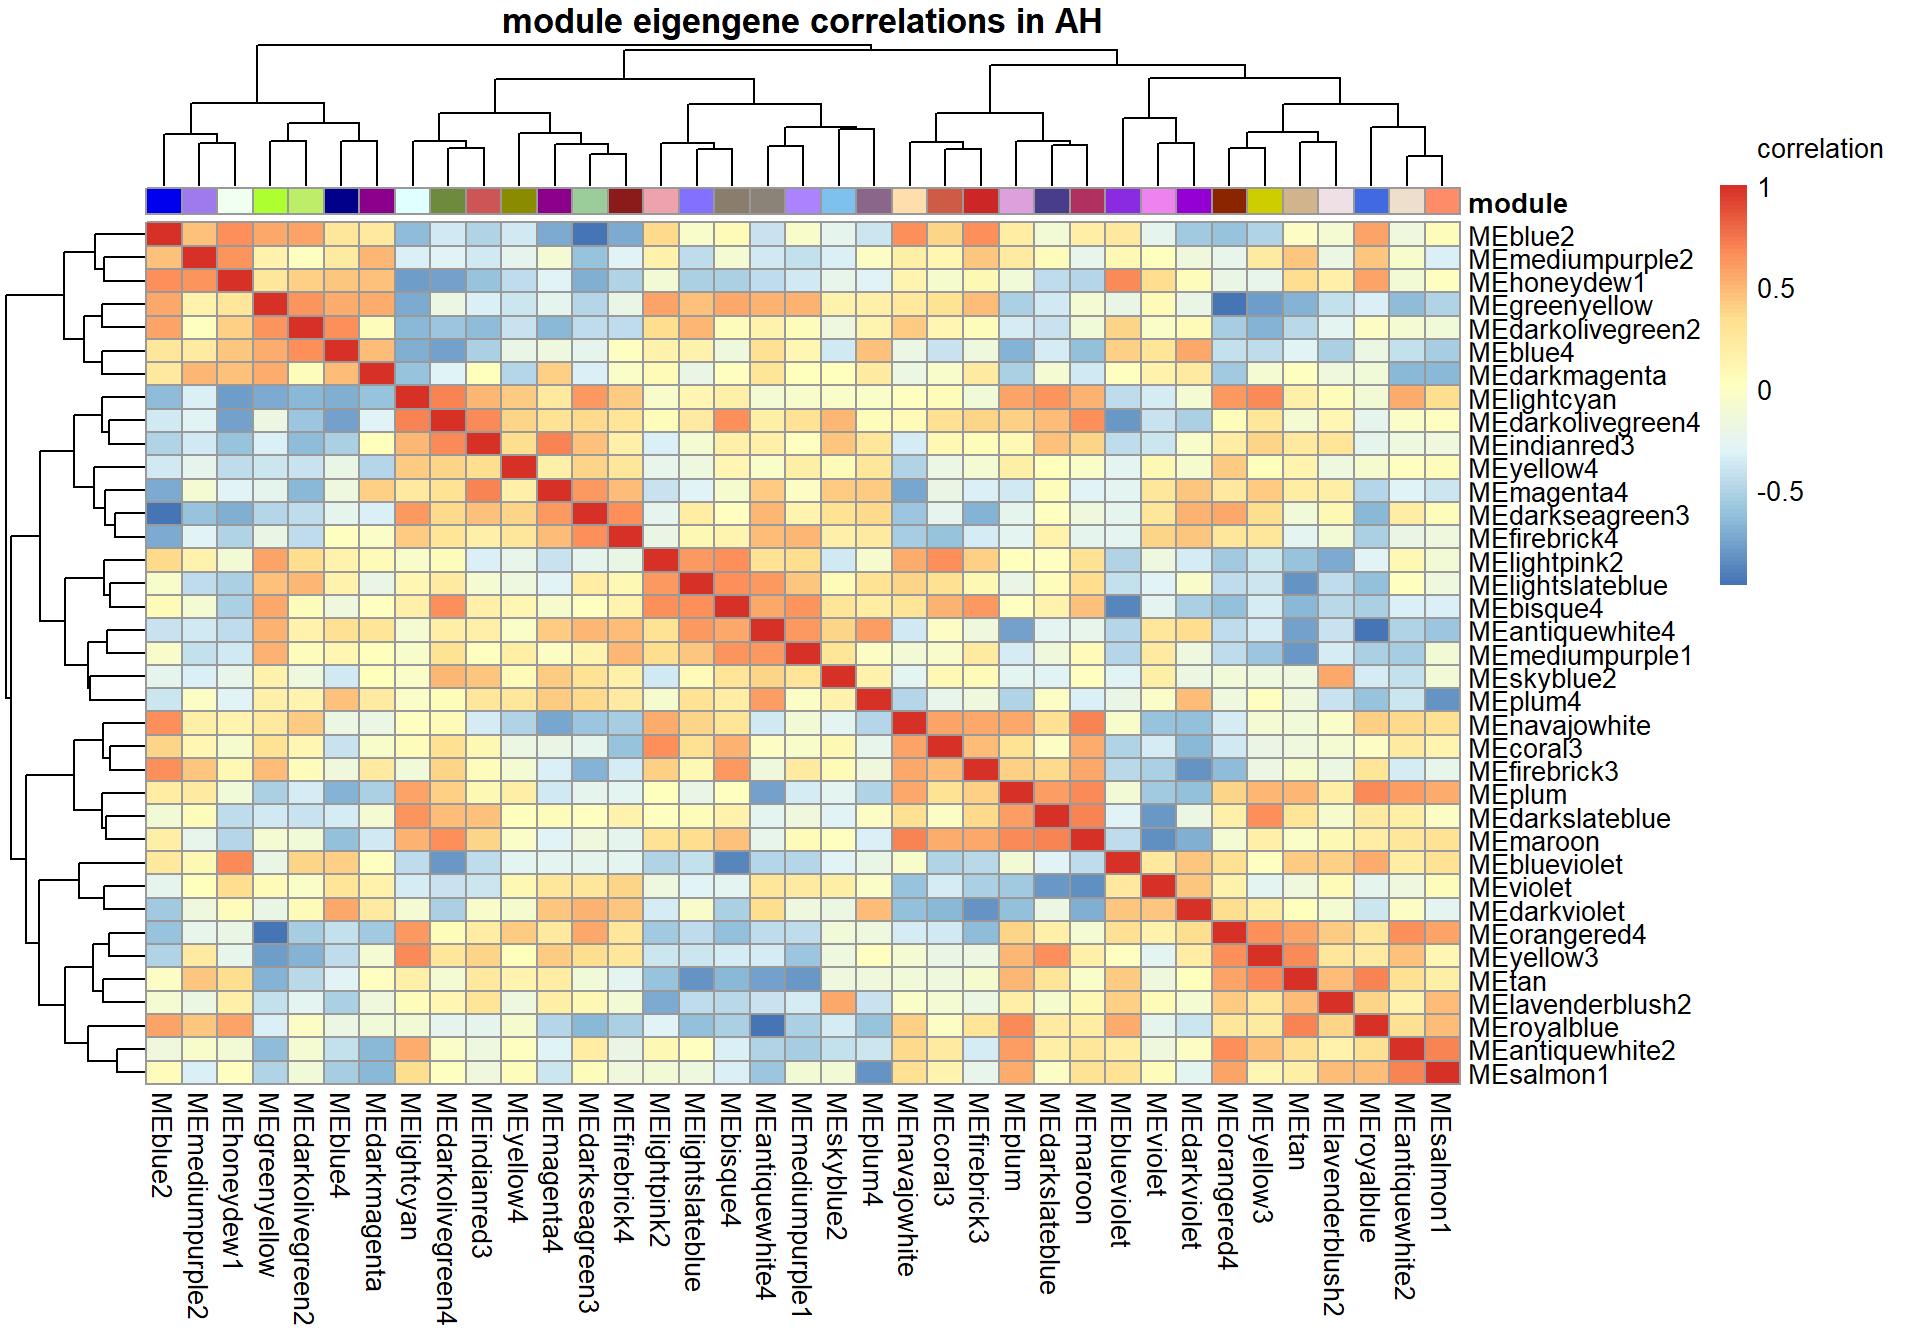 module eigengene correlations in AH
correlation
1
0.5
0
-0.5
module
MEblue2
MEmediumpurple2
MEhoneydew1
MEgreenyellow
MEdarkolivegreen2
MEblue4
MEdarkmagenta
MElightcyan
MEdarkolivegreen4
MEindianred3
MEyellow4
MEmagenta4
MEdarkseagreen3
MEfirebrick4
MElightpink2
MElightslateblue
MEbisque4
MEantiquewhite4
MEmediumpurple1
MEskyblue2
MEplum4
MEnavajowhite
MEcoral3
MEfirebrick3
MEplum
MEdarkslateblue
MEmaroon
MEblueviolet
MEviolet
MEdarkviolet
MEorangered4
MEyellow3
MEtan
MElavenderblush2
MEroyalblue
MEantiquewhite2
MEsalmon1
MEblue2
MEmediumpurple2
MEhoneydew1
MEgreenyellow
MEdarkolivegreen2
MEblue4
MEdarkmagenta
MElightcyan
MEdarkolivegreen4
MEindianred3
MEyellow4
MEmagenta4
MEdarkseagreen3
MEfirebrick4
MElightpink2
MElightslateblue
MEbisque4
MEantiquewhite4
MEmediumpurple1
MEskyblue2
MEplum4
MEnavajowhite
MEcoral3
MEfirebrick3
MEplum
MEdarkslateblue
MEmaroon
MEblueviolet
MEviolet
MEdarkviolet
MEorangered4
MEyellow3
MEtan
MElavenderblush2
MEroyalblue
MEantiquewhite2
MEsalmon1